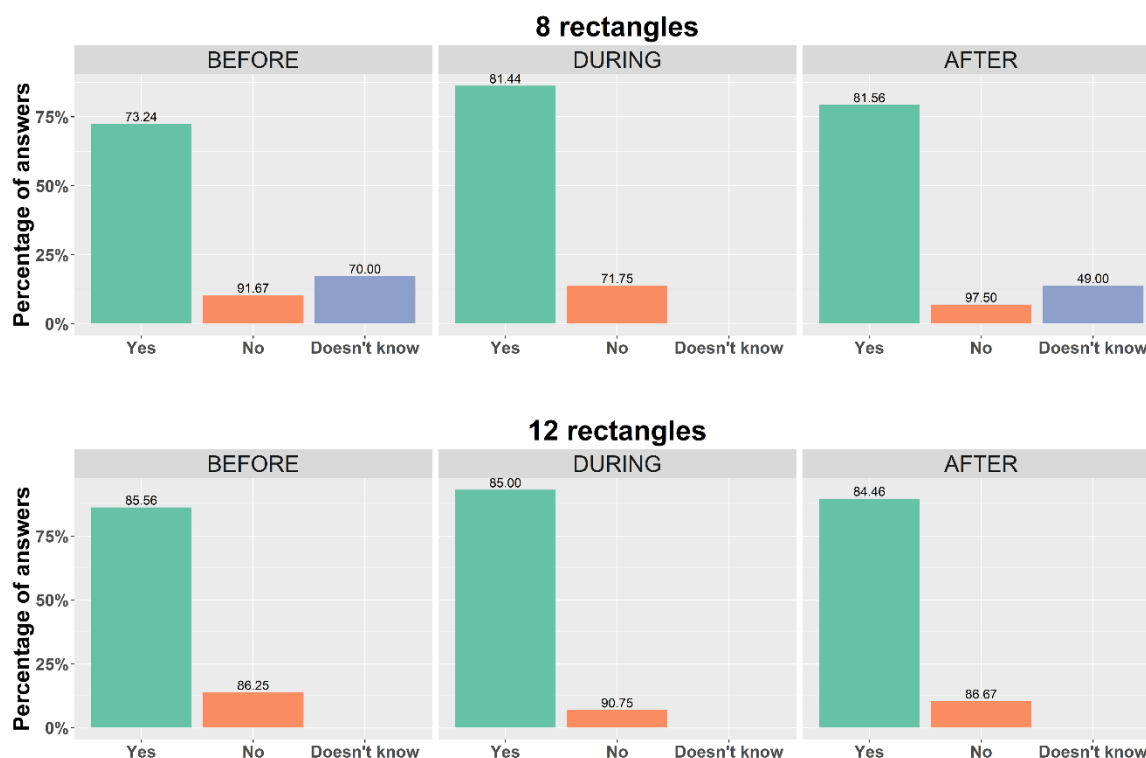 8 rectangles
BEFORE DURING AFTER
Percentage of answers
75%
50%
25%
0%
73.24 91.67 70.00
81.44 71.75
81.56 97.50 49.00
Yes No Doesn't know Yes No Doesn't know Yes No Doesn't know
12 rectangles
BEFORE DURING AFTER
Percentage of answers
75%
50%
25%
0%
85.56 86.25
85.00 90.75
84.46 86.67
Yes No Doesn't know Yes No Doesn't know Yes No Doesn't know